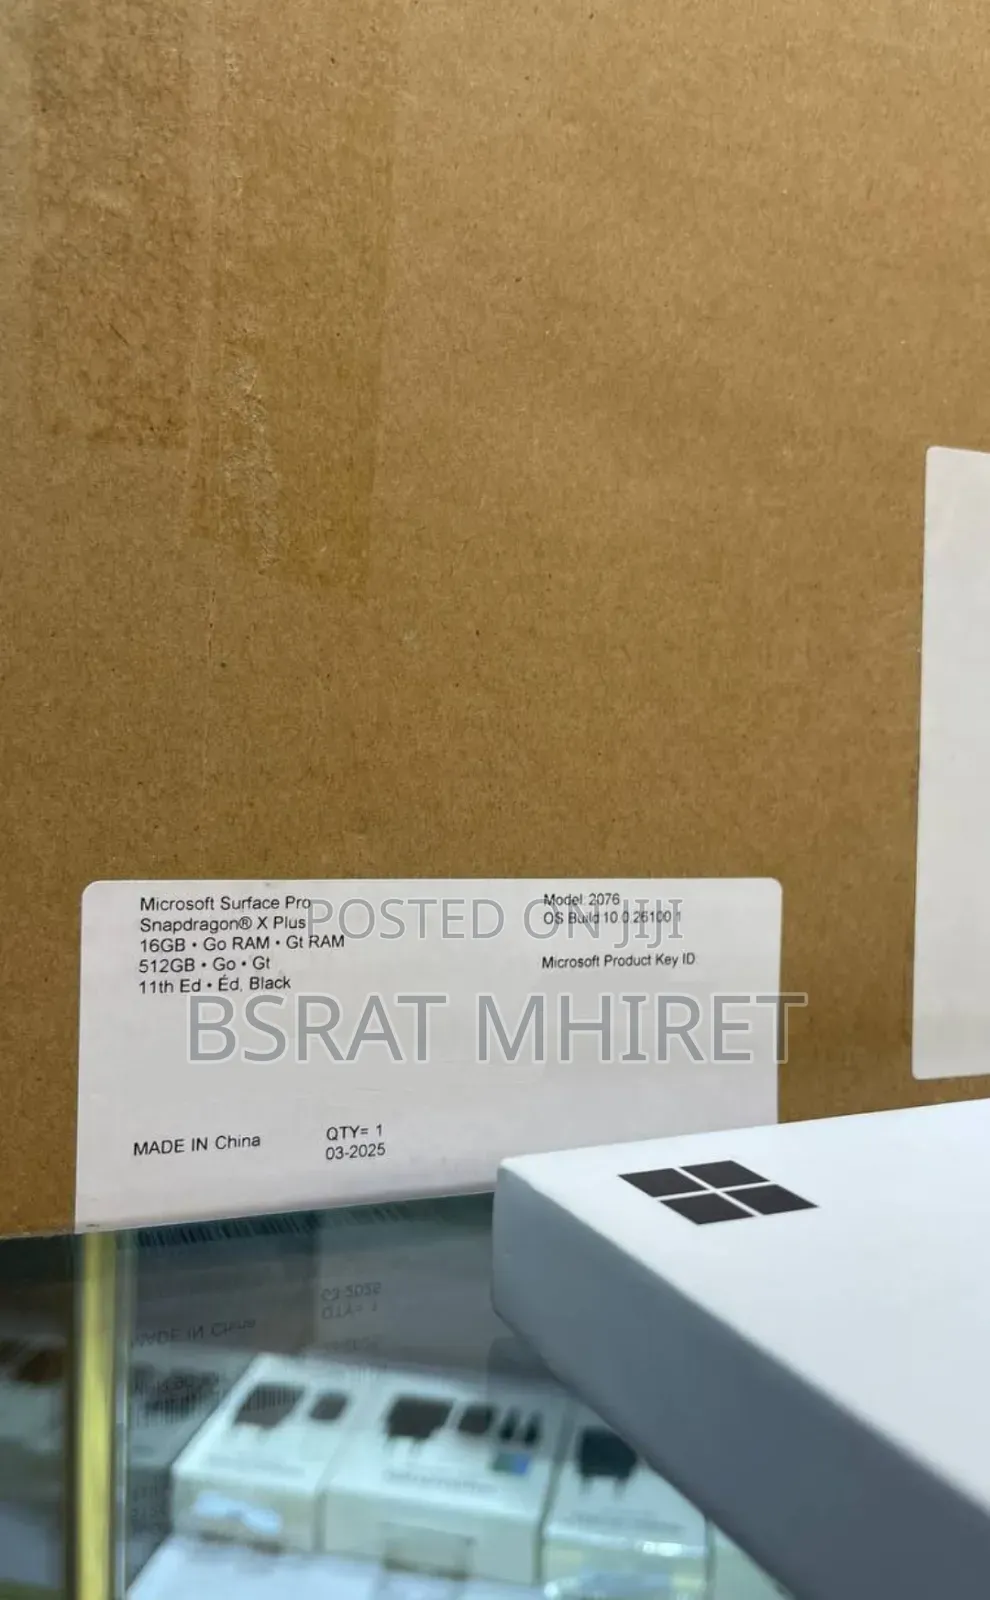 Microsoft Surface Pro
Snapdragon® X Plus
16GB • Go RAM • Gt RAM
512GB • Go • Gt
11th Ed • Éd, Black
Model 2076
OS Build 10.0.26100.1
Microsoft Product Key ID
POSTED ON JIJI
BSRAT MHIRET
MADE IN China
QTY= 1
03-2025